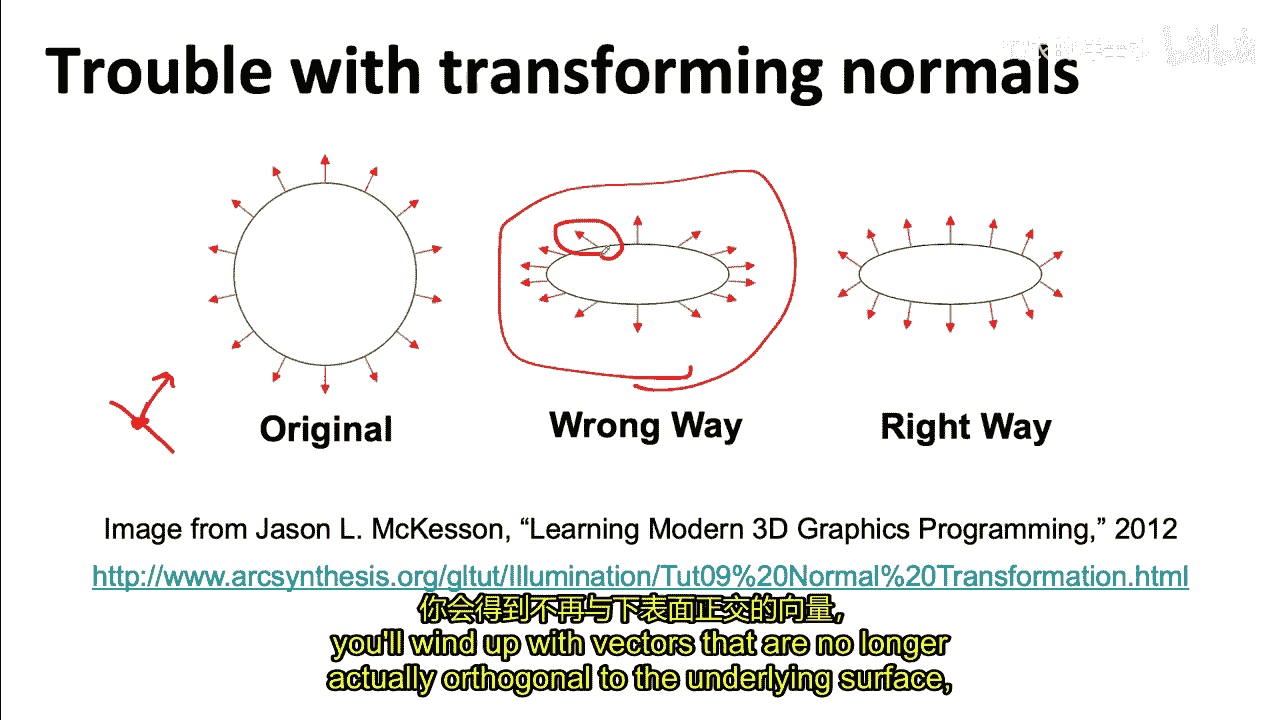 Trouble with transforming normals
Original
Wrong Way
Right Way
Image from Jason L. McKesson, “Learning Modern 3D Graphics Programming,” 2012
http://www.arcsynthesis.org/gltut/Illumination/Tut09%20Normal%20Transformation.html
你会得到不再与下表面正交的向量，
you'll wind up with vectors that are no longer
actually orthogonal to the underlying surface,